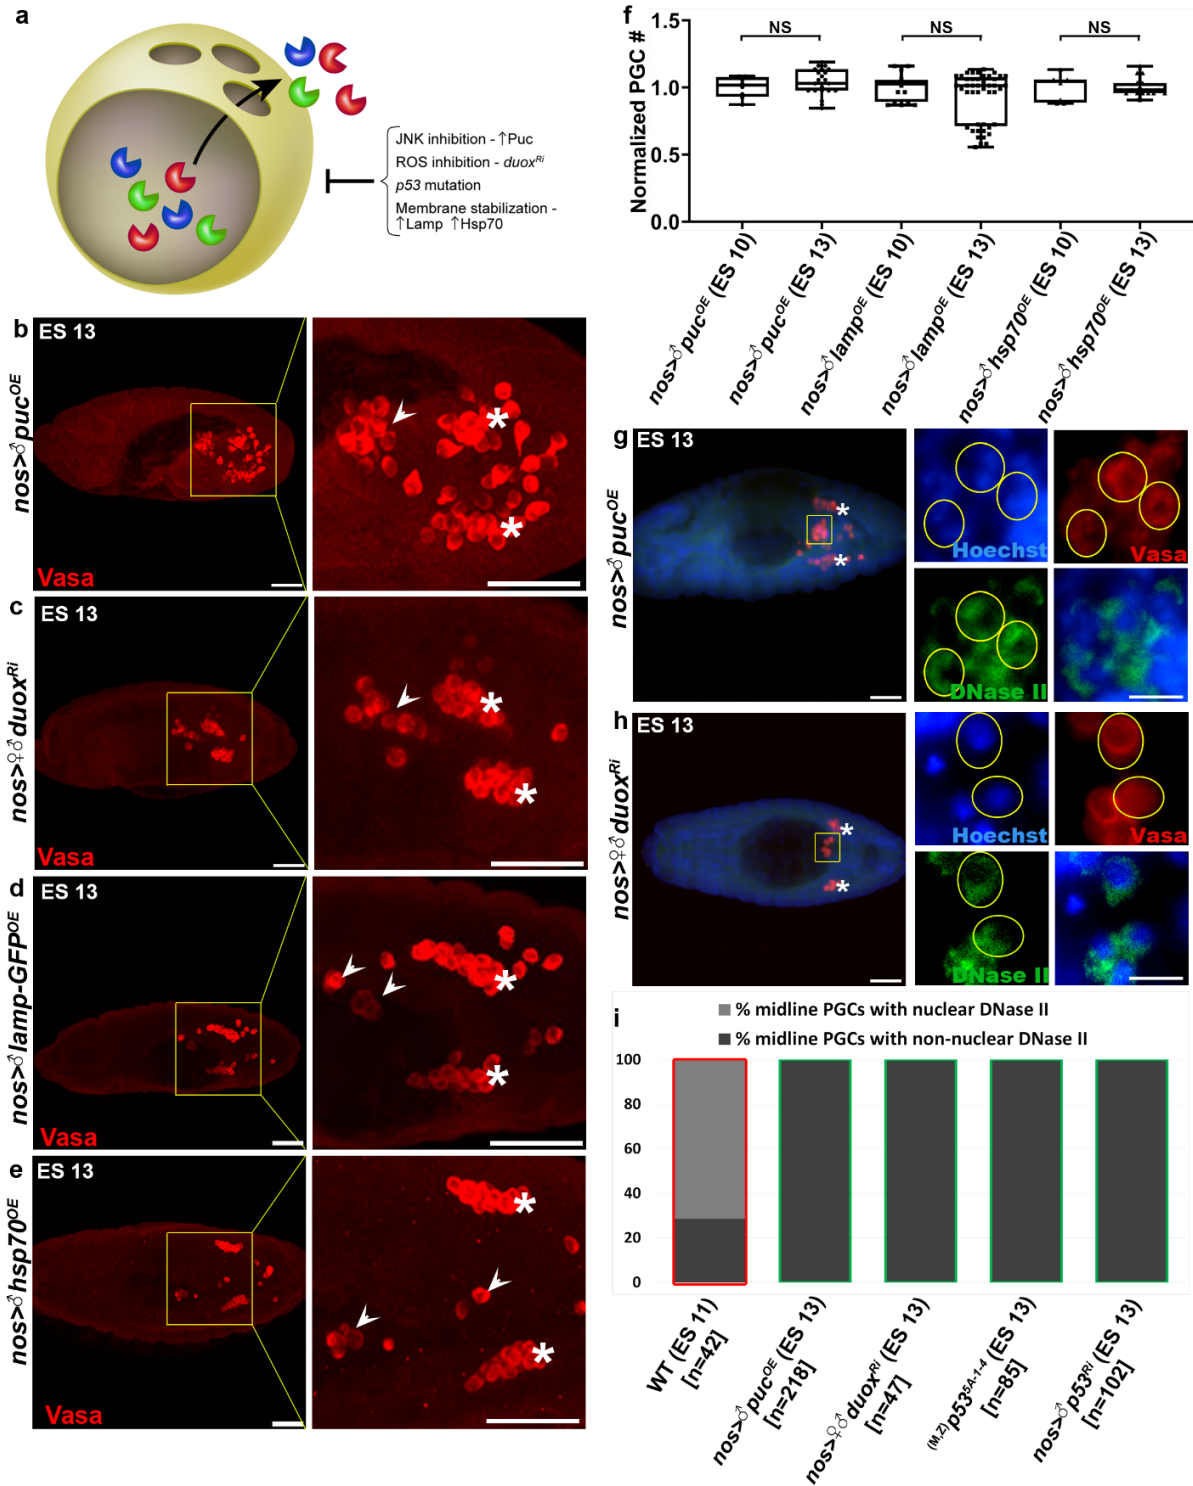 a
JNK inhibition - ↑Puc
ROS inhibition - duox^Ri
p53 mutation
Membrane stabilization -
↑Lamp ↑Hsp70
b
ES 13
nos>♂puc^OE
Vasa
*
*
c
ES 13
nos>♀♂duox^Ri
Vasa
*
*
d
ES 13
nos>♂lamp-GFP^OE
Vasa
*
*
e
ES 13
nos>♂hsp70^OE
Vasa
*
*
f
Normalized PGC #
1.5
1.0
0.5
0.0
NS
NS
NS
nos>♂puc^OE (ES 10)
nos>♂puc^OE (ES 13)
nos>♂lamp^OE (ES 10)
nos>♂lamp^OE (ES 13)
nos>♂hsp70^OE (ES 10)
nos>♂hsp70^OE (ES 13)
g
ES 13
nos>♂puc^OE
*
*
Hoechst
Vasa
DNase II
h
ES 13
nos>♀♂duox^Ri
*
*
Hoechst
Vasa
DNase II
i
% midline PGCs with nuclear DNase II
% midline PGCs with non-nuclear DNase II
100
80
60
40
20
0
WT (ES 11)
[n=42]
nos>♂puc^OE (ES 13)
[n=218]
nos>♀♂duox^Ri (ES 13)
[n=47]
(M,Z)p53^5A-1-4 (ES 13)
[n=85]
nos>♂p53^Ri (ES 13)
[n=102]